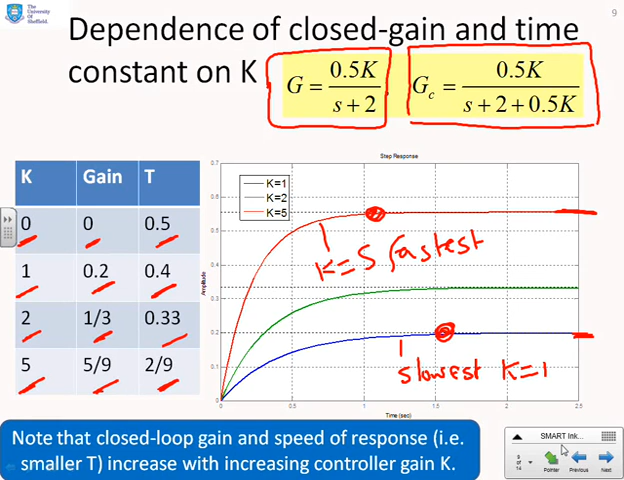 The
University
Of
Sheffield.
9
Dependence of closed-gain and time
constant on K
G = 0.5K / s + 2
G_c = 0.5K / s + 2 + 0.5K
K Gain T
0 0 0.5
1 0.2 0.4
2 1/3 0.33
5 5/9 2/9
Step Response
K=1
K=2
K=5
0.7
0.6
0.5
0.4
0.3
0.2
0.1
0
Amplitude
K=5 fastest
slowest K=1
0 0.5 1 1.5 2 2.5
Time (sec)
Note that closed-loop gain and speed of response (i.e.
smaller T) increase with increasing controller gain K.
SMART Ink...
9
of
14
Pointer Previous Next